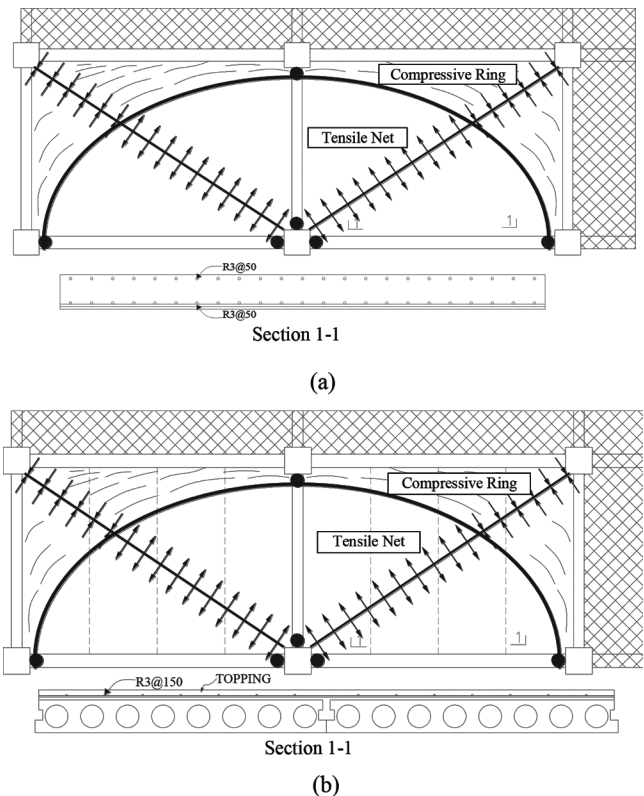 Compressive Ring
Tensile Net
1 1
R3@50
R3@50
Section 1-1
(a)
Compressive Ring
Tensile Net
1 1
R3@150 TOPPING
Section 1-1
(b)